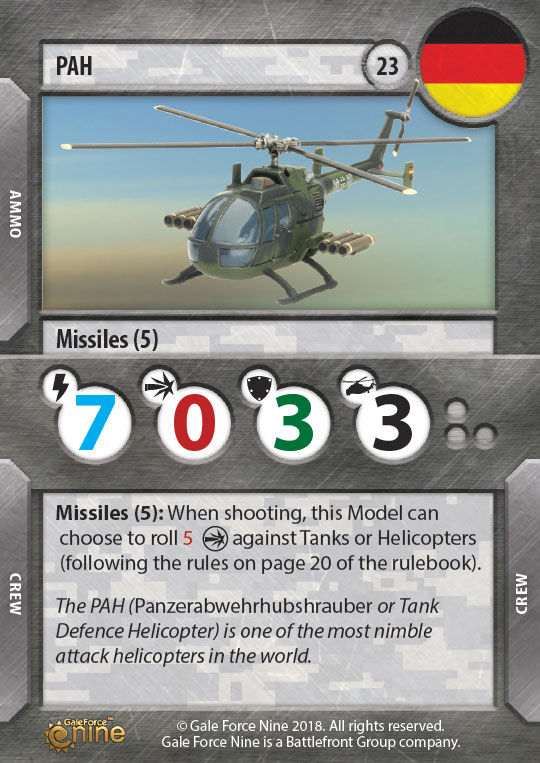 PAH
23
AMMO
Missiles (5)
7 0 3 3
Missiles (5): When shooting, this Model can
choose to roll 5 against Tanks or Helicopters
(following the rules on page 20 of the rulebook).
The PAH (Panzerabwehrhubshrauber or Tank
Defence Helicopter) is one of the most nimble
attack helicopters in the world.
CREW
CREW
GaleForce™
nine
© Gale Force Nine 2018. All rights reserved.
Gale Force Nine is a Battlefront Group company.